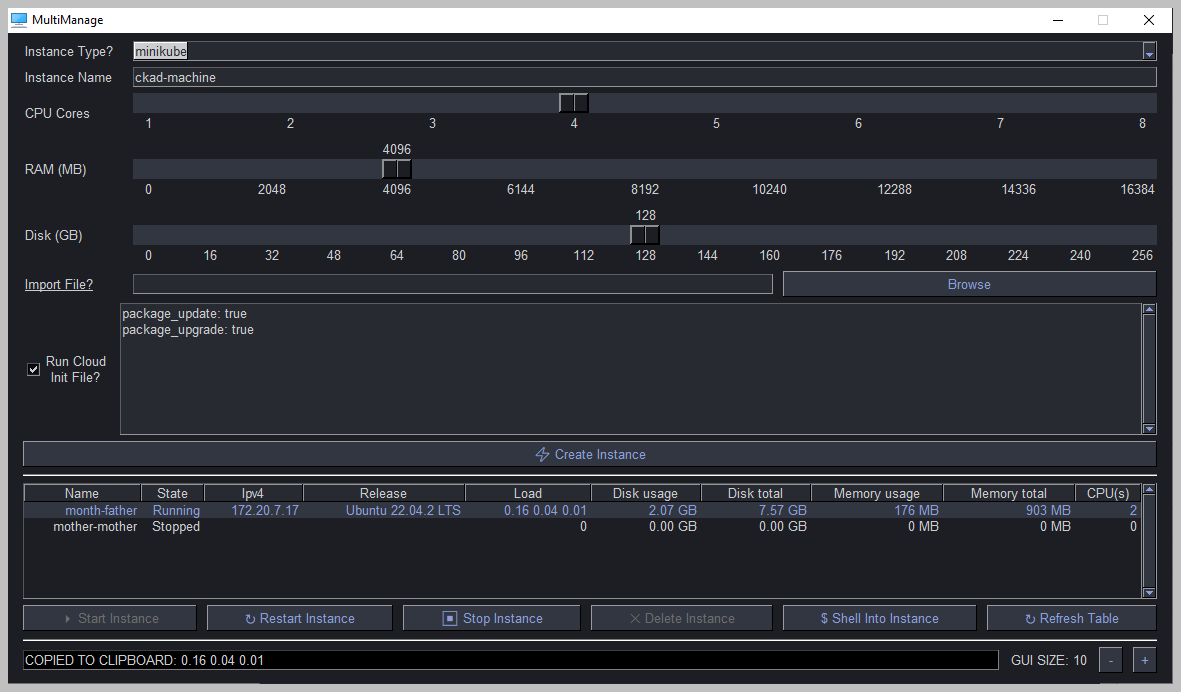 MultiManage
Instance Type? minikube
Instance Name ckad-machine
CPU Cores
1 2 3 4 5 6 7 8
4096
RAM (MB)
0 2048 4096 6144 8192 10240 12288 14336 16384
128
Disk (GB)
0 16 32 48 64 80 96 112 128 144 160 176 192 208 224 240 256
Import File? Browse
package_update: true
package_upgrade: true
Run Cloud
Init File?
Create Instance
Name State Ipv4 Release Load Disk usage Disk total Memory usage Memory total CPU(s)
month-father Running 172.20.7.17 Ubuntu 22.04.2 LTS 0.16 0.04 0.01 2.07 GB 7.57 GB 176 MB 903 MB 2
mother-mother Stopped 0 0.00 GB 0.00 GB 0 MB 0 MB 0
Start Instance ↻ Restart Instance Stop Instance Delete Instance $ Shell Into Instance ↻ Refresh Table
COPIED TO CLIPBOARD: 0.16 0.04 0.01 GUI SIZE: 10 - +